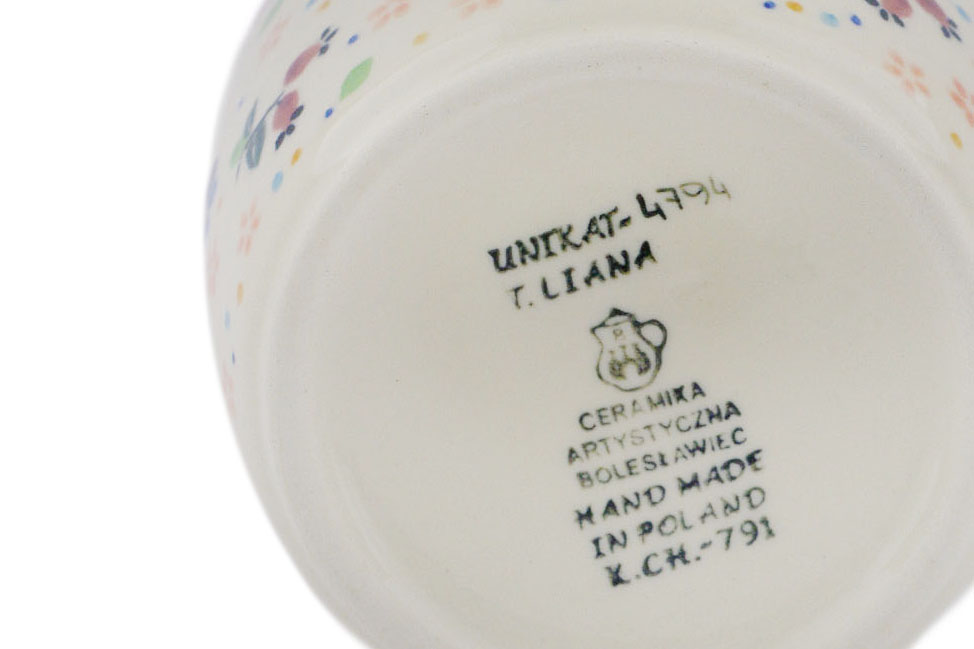 UNIKAT-4794
T. LIANA
CERAMIKA
ARTYSTYCZNA
BOLESŁAWIEC
HAND MADE
IN POLAND
K.CH.-791